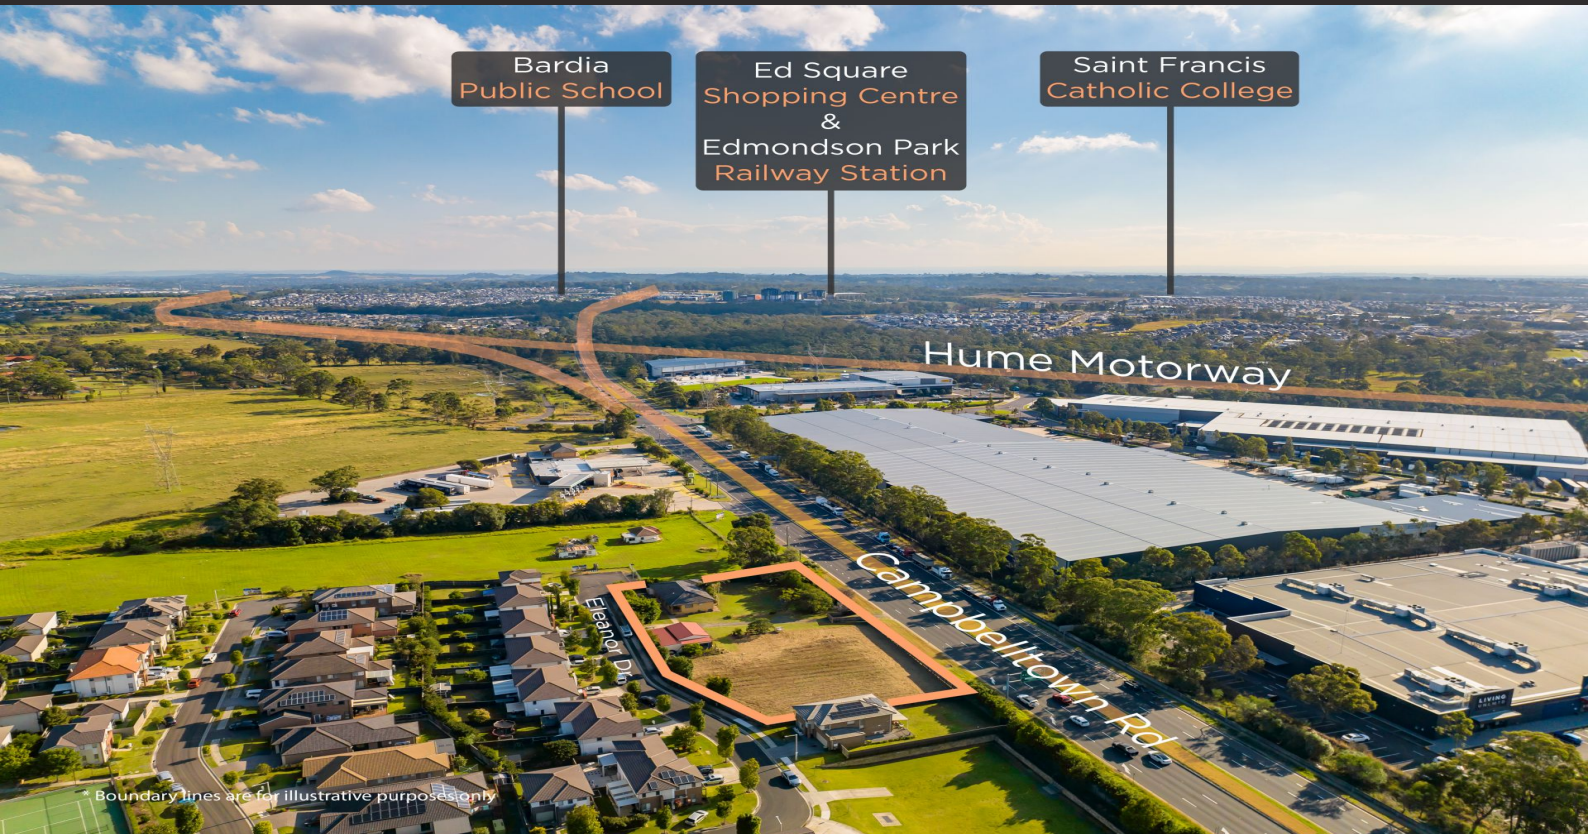 Bardia
Public School
Ed Square
Shopping Centre
&
Edmondson Park
Railway Station
Saint Francis
Catholic College
Hume Motorway
Campbelltown Rd
Eleanor Dr
LIVING
* Boundary lines are for illustrative purposes only